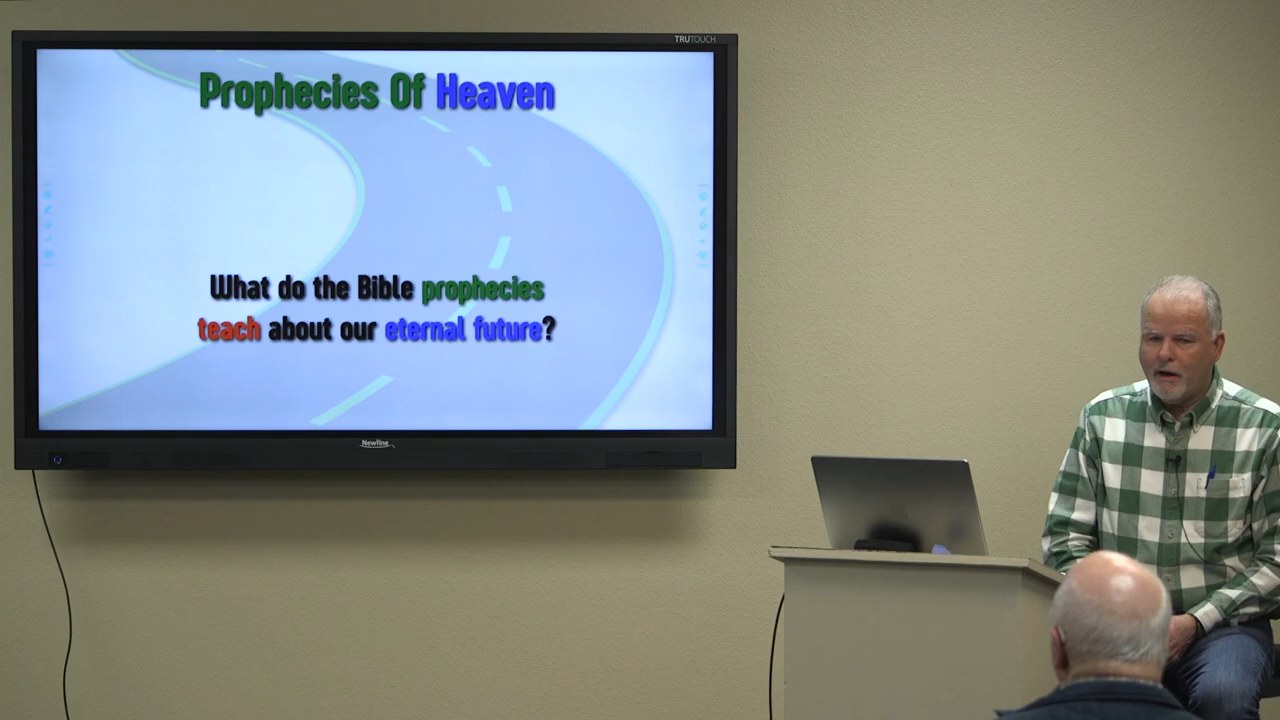 TRUTOUCH
Prophecies Of Heaven
What do the Bible prophecies
teach about our eternal future?
Newline